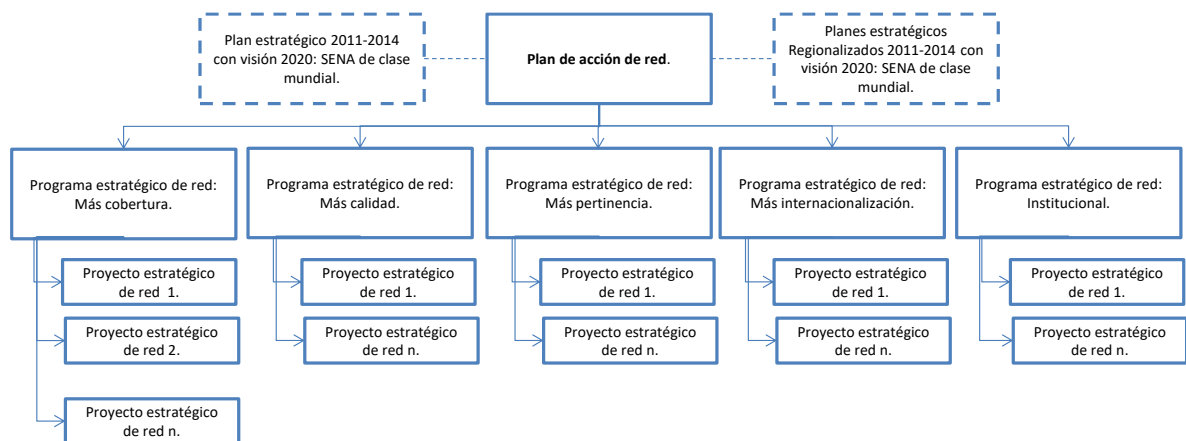 Plan estratégico 2011-2014
con visión 2020: SENA de clase
mundial.
Plan de acción de red.
Planes estratégicos
Regionalizados 2011-2014 con
visión 2020: SENA de clase
mundial.
Programa estratégico de red:
Más cobertura.
Programa estratégico de red:
Más calidad.
Programa estratégico de red:
Más pertinencia.
Programa estratégico de red:
Más internacionalización.
Programa estratégico de red:
Institucional.
Proyecto estratégico
de red 1.
Proyecto estratégico
de red 1.
Proyecto estratégico
de red 1.
Proyecto estratégico
de red 1.
Proyecto estratégico
de red 1.
Proyecto estratégico
de red 2.
Proyecto estratégico
de red n.
Proyecto estratégico
de red n.
Proyecto estratégico
de red n.
Proyecto estratégico
de red n.
Proyecto estratégico
de red n.